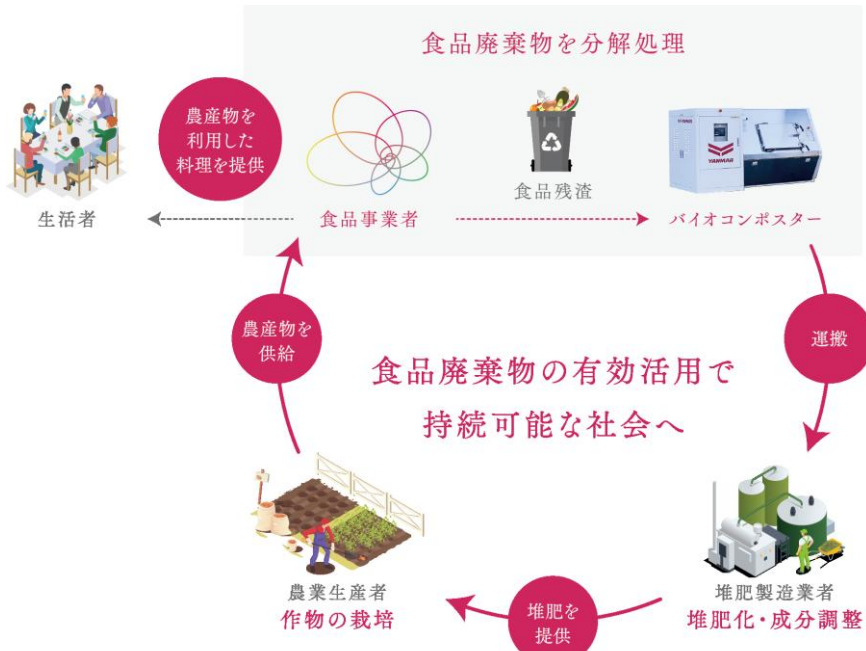 食品廃棄物を分解処理
農産物を
利用した
料理を提供
YANMAR
生活者
食品事業者
食品残渣
バイオコンポスター
農産物を
供給
運搬
食品廃棄物の有効活用で
持続可能な社会へ
農業生産者
作物の栽培
堆肥を
提供
堆肥製造業者
堆肥化・成分調整